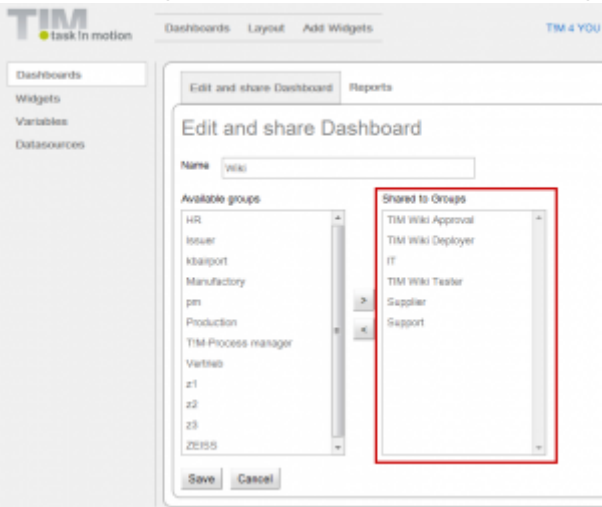 TIM
task!n motion
Dashboards Layout Add Widgets
TIM 4 YOU
Dashboards
Widgets
Variables
Datasources
Edit and share Dashboard Reports
Edit and share Dashboard
Name Wiki
Available groups
HR
Issuer
kbairport
Manufactory
pm
Production
T!M-Process manager
Vertrieb
z1
z2
z3
ZEISS
>
<
Shared to Groups
TIM Wiki Approval
TIM Wiki Deployer
IT
TIM Wiki Tester
Supplier
Support
Save Cancel